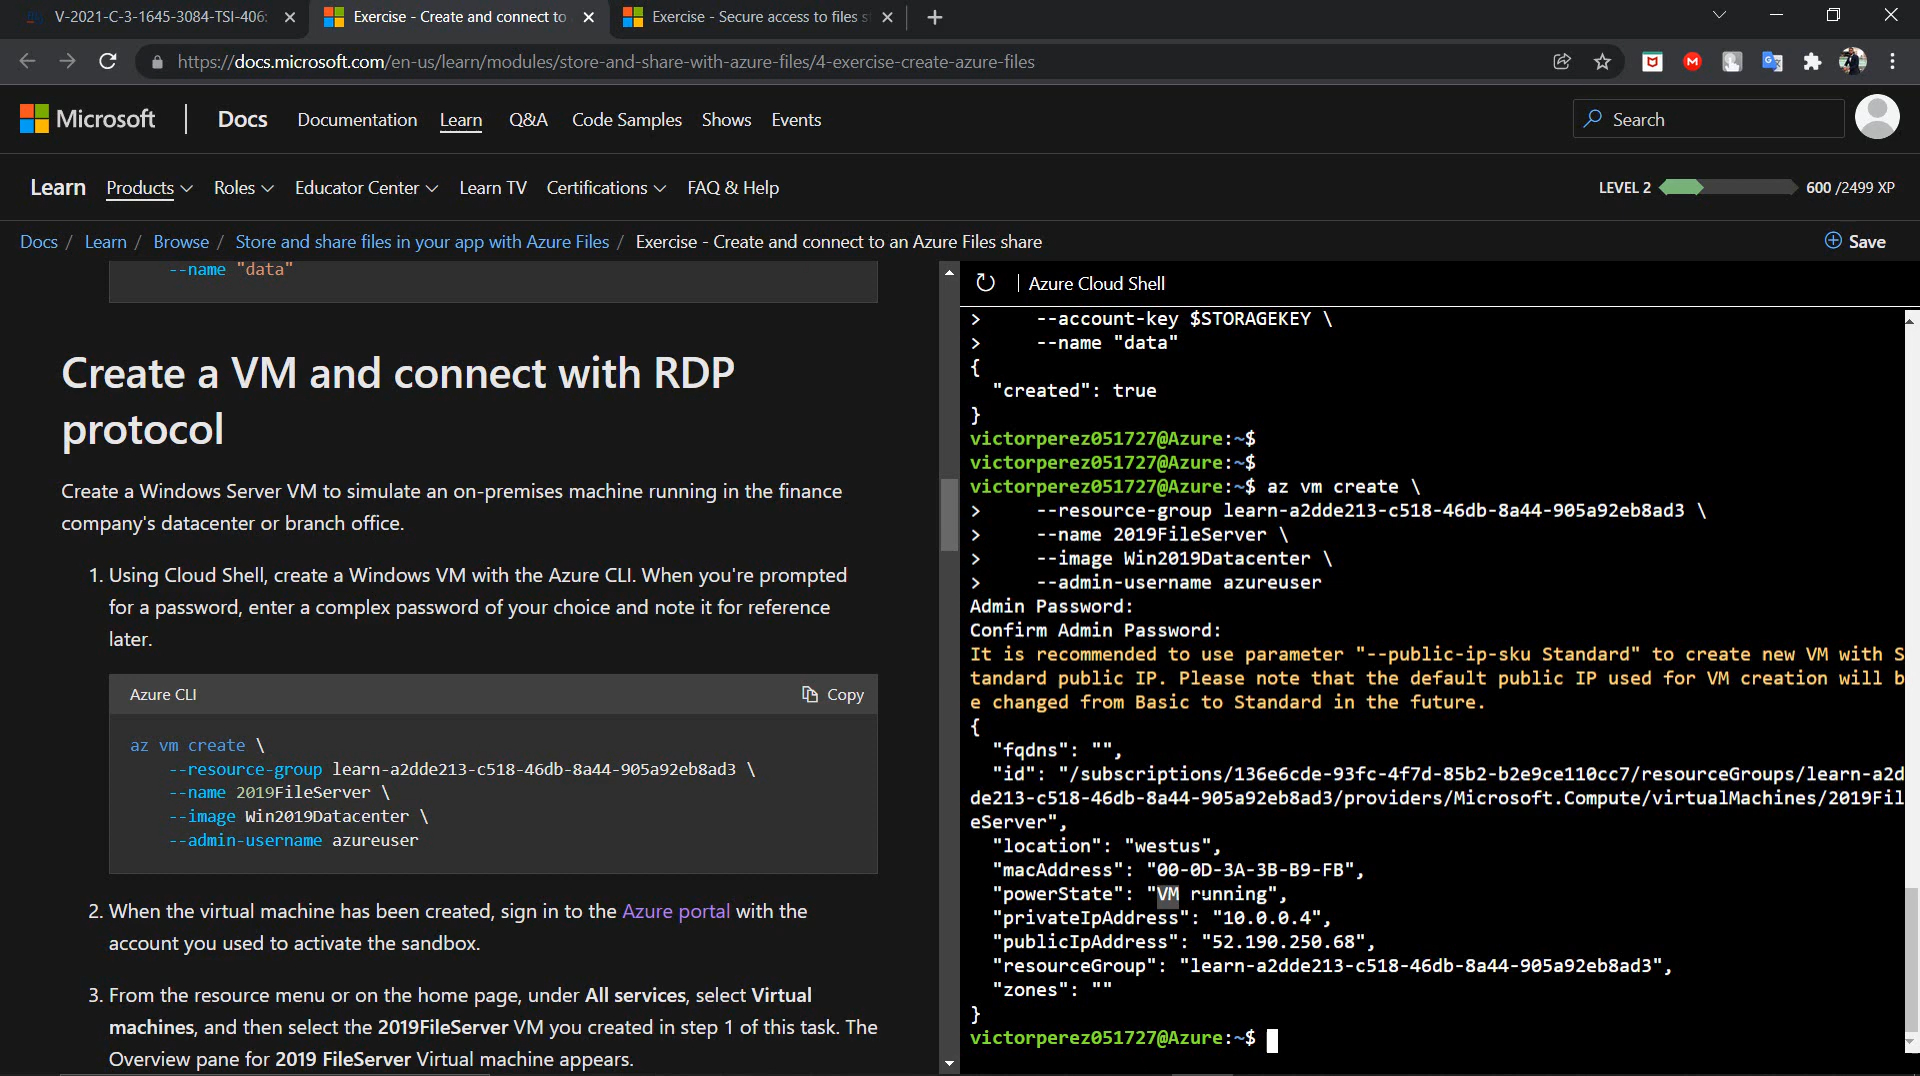 V-2021-C-3-1645-3084-TSI-406:
Exercise - Create and connect to
Exercise - Secure access to files s
https://docs.microsoft.com/en-us/learn/modules/store-and-share-with-azure-files/4-exercise-create-azure-files
Microsoft
Docs
Documentation
Learn
Q&A
Code Samples
Shows
Events
Search
Learn
Products
Roles
Educator Center
Learn TV
Certifications
FAQ & Help
LEVEL 2
600 /2499 XP
Docs / Learn / Browse / Store and share files in your app with Azure Files / Exercise - Create and connect to an Azure Files share
Save
--name "data"
Create a VM and connect with RDP
protocol
Create a Windows Server VM to simulate an on-premises machine running in the finance
company's datacenter or branch office.
1. Using Cloud Shell, create a Windows VM with the Azure CLI. When you're prompted
for a password, enter a complex password of your choice and note it for reference
later.
Azure CLI
Copy
az vm create \
--resource-group learn-a2dde213-c518-46db-8a44-905a92eb8ad3 \
--name 2019FileServer \
--image Win2019Datacenter \
--admin-username azureuser
2. When the virtual machine has been created, sign in to the Azure portal with the
account you used to activate the sandbox.
3. From the resource menu or on the home page, under All services, select Virtual
machines, and then select the 2019FileServer VM you created in step 1 of this task. The
Overview pane for 2019 FileServer Virtual machine appears.
Azure Cloud Shell
> --account-key $STORAGEKEY \
> --name "data"
{
"created": true
}
victorperez051727@Azure:~$
victorperez051727@Azure:~$
victorperez051727@Azure:~$ az vm create \
> --resource-group learn-a2dde213-c518-46db-8a44-905a92eb8ad3 \
> --name 2019FileServer \
> --image Win2019Datacenter \
> --admin-username azureuser
Admin Password:
Confirm Admin Password:
It is recommended to use parameter "--public-ip-sku Standard" to create new VM with S
tandard public IP. Please note that the default public IP used for VM creation will b
e changed from Basic to Standard in the future.
{
"fqdns": "",
"id": "/subscriptions/136e6cde-93fc-4f7d-85b2-b2e9ce110cc7/resourceGroups/learn-a2d
de213-c518-46db-8a44-905a92eb8ad3/providers/Microsoft.Compute/virtualMachines/2019Fil
eServer",
"location": "westus",
"macAddress": "00-0D-3A-3B-B9-FB",
"powerState": "VM running",
"privateIpAddress": "10.0.0.4",
"publicIpAddress": "52.190.250.68",
"resourceGroup": "learn-a2dde213-c518-46db-8a44-905a92eb8ad3",
"zones": ""
}
victorperez051727@Azure:~$